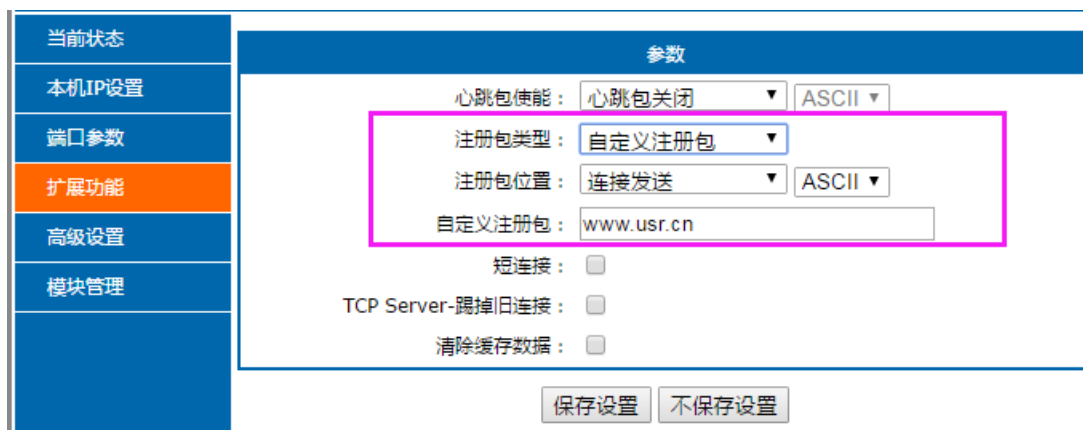 当前状态
本机IP设置
端口参数
扩展功能
高级设置
模块管理
参数
心跳包使能： 心跳包关闭 ASCII
注册包类型： 自定义注册包
注册包位置： 连接发送 ASCII
自定义注册包： www.usr.cn
短连接：
TCP Server-踢掉旧连接：
清除缓存数据：
保存设置 不保存设置